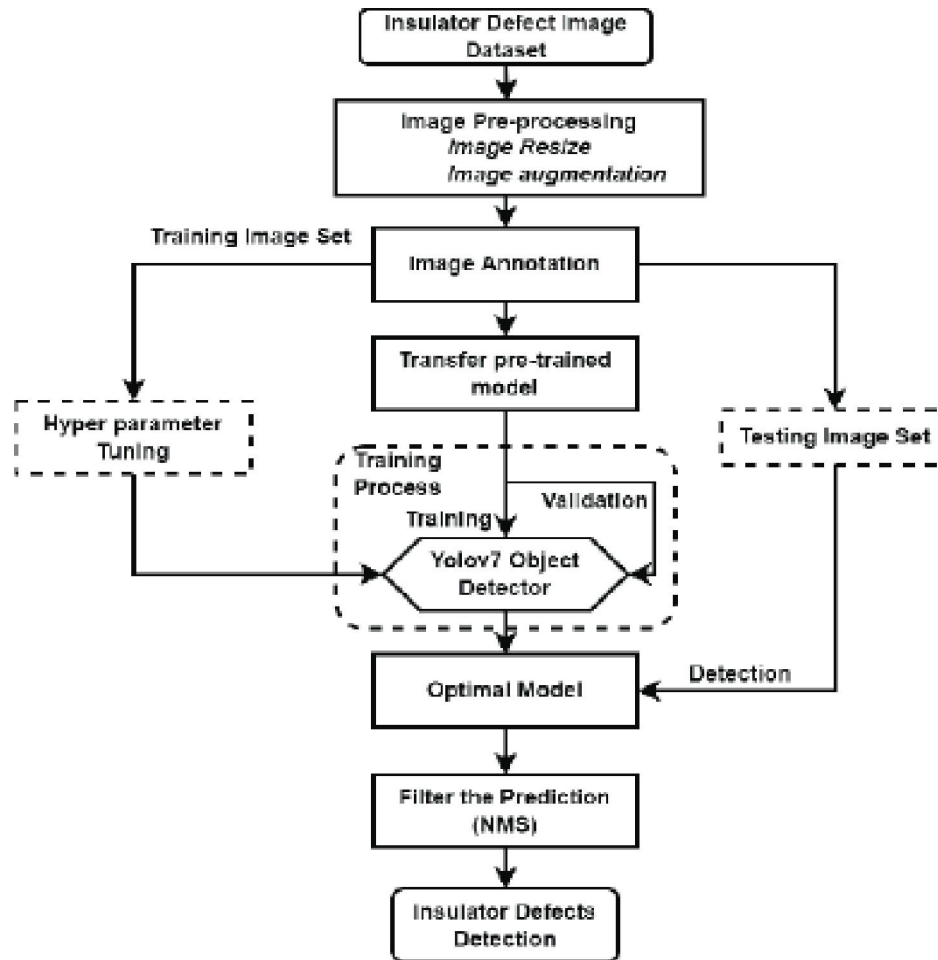 Insulator Defect Image
Dataset
Image Pre-processing
Image Resize
Image augmentation
Training Image Set
Image Annotation
Transfer pre-trained
model
Hyper parameter
Tuning
Testing Image Set
Training
Process
Validation
Training
Yolov7 Object
Detector
Optimal Model
Detection
Filter the Prediction
(NMS)
Insulator Defects
Detection